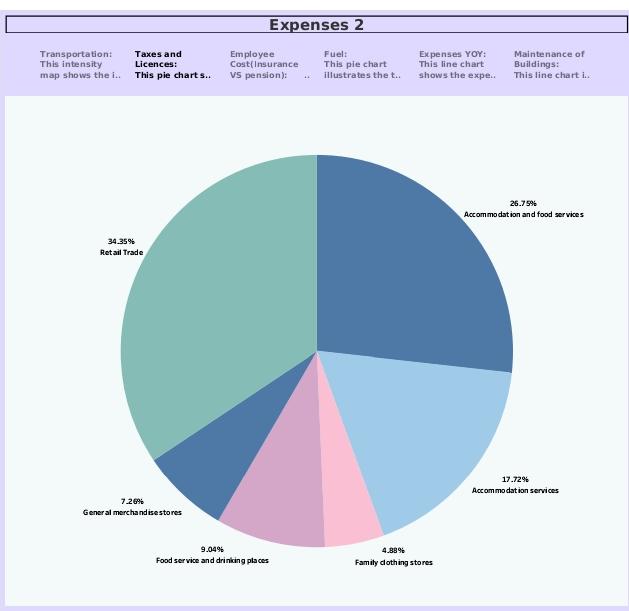 Expenses 2
Transportation:
This intensity
map shows the i..
Taxes and
Licences:
This pie chart s..
Employee
Cost(Insurance
VS pension): ..
Fuel:
This pie chart
illustrates the t..
Expenses YOY:
This line chart
shows the expe..
Maintenance of
Buildings:
This line chart i..
26.75%
Accommodation and food services
34.35%
Retail Trade
17.72%
Accommodation services
7.26%
General merchandise stores
9.04%
Food service and drinking places
4.88%
Family clothing stores